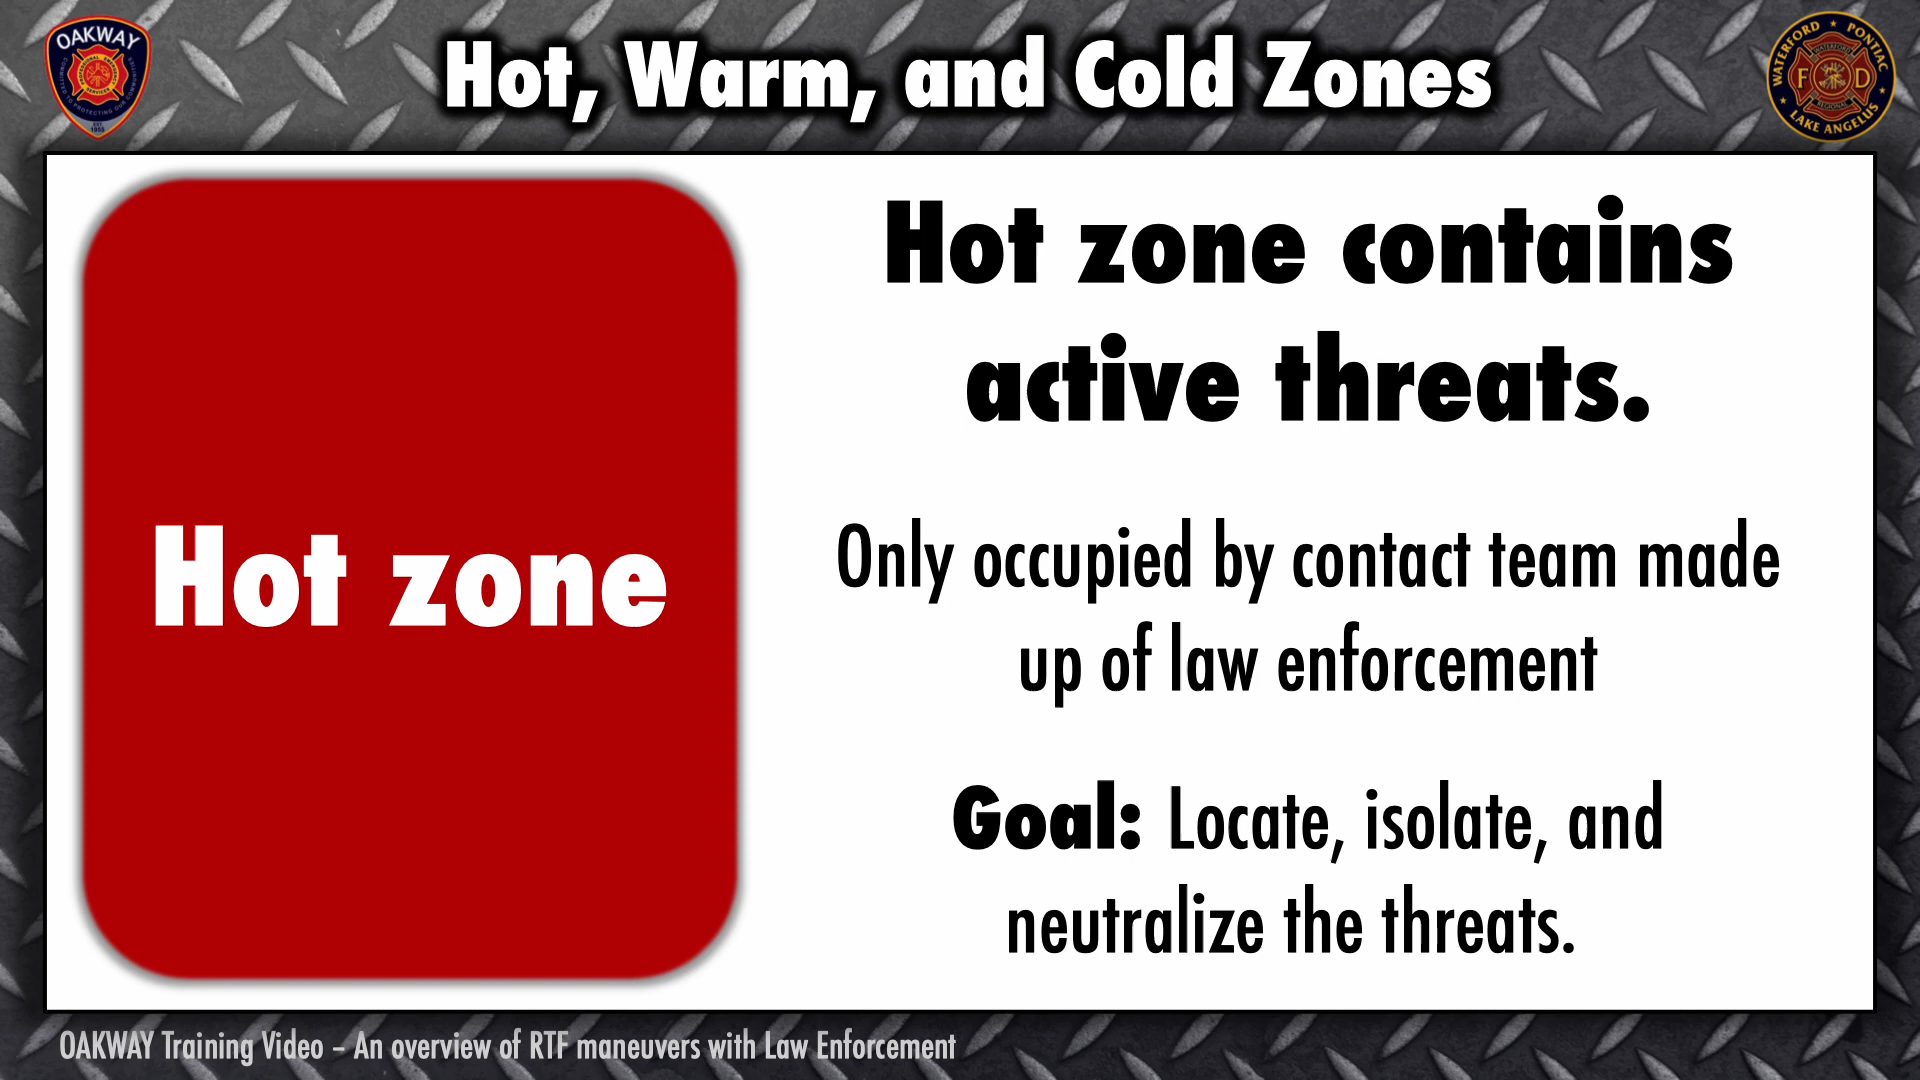 OAKWAY
Hot, Warm, and Cold Zones
WATERFORD ★ PONTIAC
F D
REGIONAL
LAKE ANGELUS
Hot zone
Hot zone contains
active threats.
Only occupied by contact team made
up of law enforcement
Goal: Locate, isolate, and
neutralize the threats.
OAKWAY Training Video – An overview of RTF maneuvers with Law Enforcement